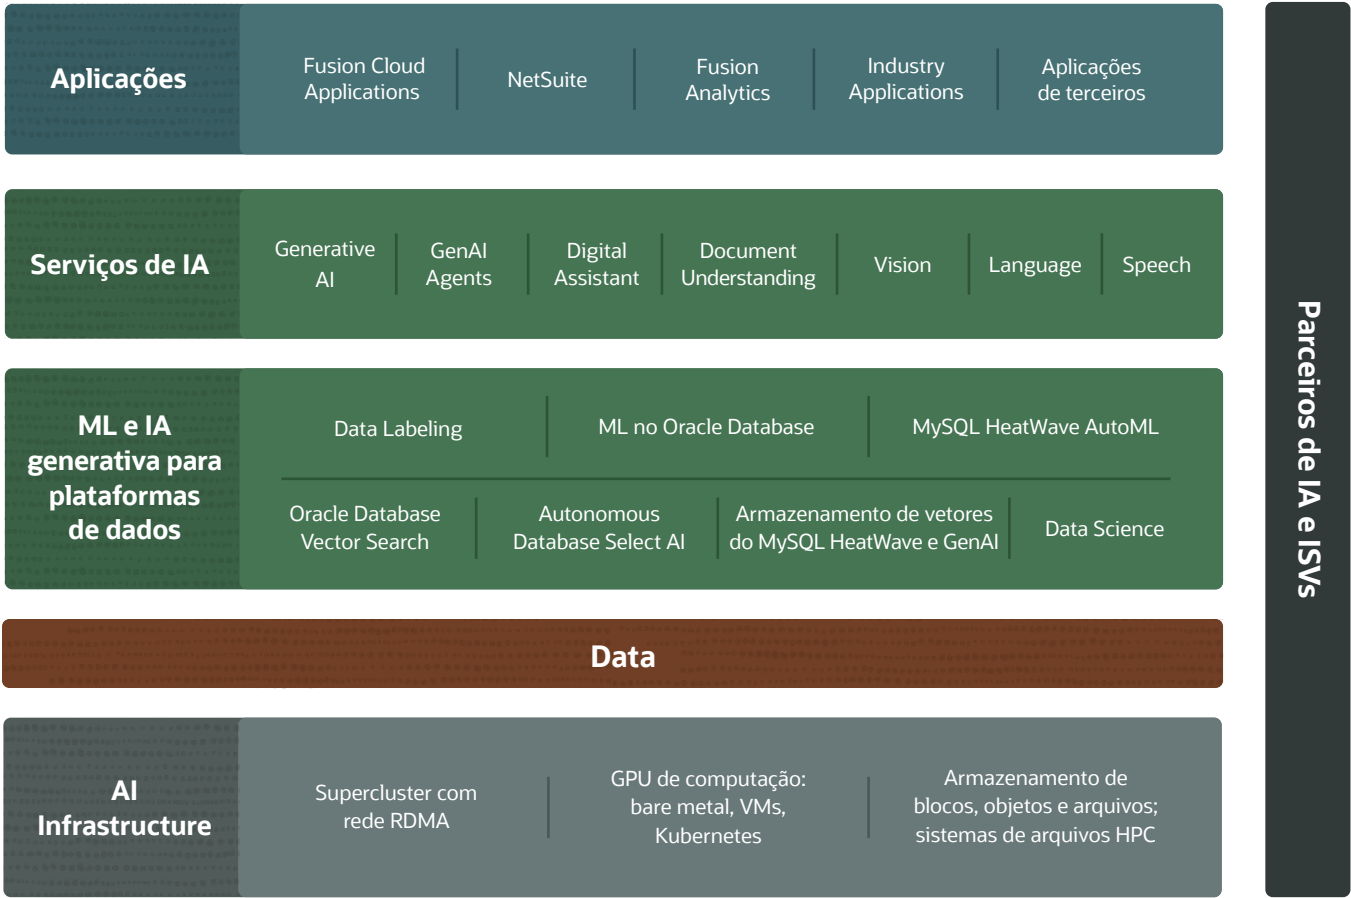 Aplicações
Fusion Cloud
Applications
NetSuite
Fusion
Analytics
Industry
Applications
Aplicações
de terceiros
Serviços de IA
Generative
AI
GenAI
Agents
Digital
Assistant
Document
Understanding
Vision
Language
Speech
ML e IA
generativa para
plataformas
de dados
Data Labeling
ML no Oracle Database
MySQL HeatWave AutoML
Oracle Database
Vector Search
Autonomous
Database Select AI
Armazenamento de vetores
do MySQL HeatWave e GenAI
Data Science
Data
AI
Infrastructure
Supercluster com
rede RDMA
GPU de computação:
bare metal, VMs,
Kubernetes
Armazenamento de
blocos, objetos e arquivos;
sistemas de arquivos HPC
Parceiros de IA e ISVs